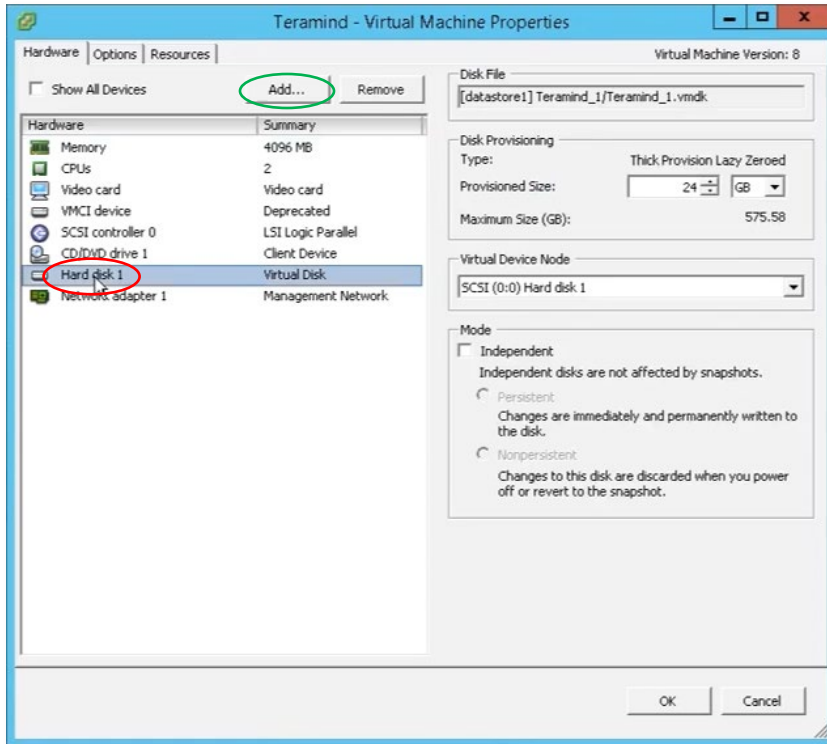 Teramind - Virtual Machine Properties
Hardware Options Resources
Virtual Machine Version: 8
Show All Devices
Add...
Remove
Hardware Summary
Memory 4096 MB
CPUs 2
Video card Video card
VMCI device Deprecated
SCSI controller 0 LSI Logic Parallel
CD/DVD drive 1 Client Device
Hard disk 1 Virtual Disk
Network adapter 1 Management Network
Disk File
[datastore1] Teramind_1/Teramind_1.vmdk
Disk Provisioning
Type: Thick Provision Lazy Zeroed
Provisioned Size: 24 GB
Maximum Size (GB): 575.58
Virtual Device Node
SCSI (0:0) Hard disk 1
Mode
Independent
Independent disks are not affected by snapshots.
Persistent
Changes are immediately and permanently written to
the disk.
Nonpersistent
Changes to this disk are discarded when you power
off or revert to the snapshot.
OK Cancel